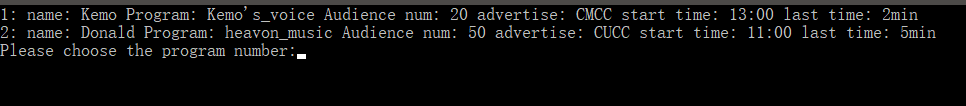 1: name: Kemo Program: Kemo's_voice Audience num: 20 advertise: CMCC start time: 13:00 last time: 2min
2: name: Donald Program: heavon_music Audience num: 50 advertise: CUCC start time: 11:00 last time: 5min
Please choose the program number: